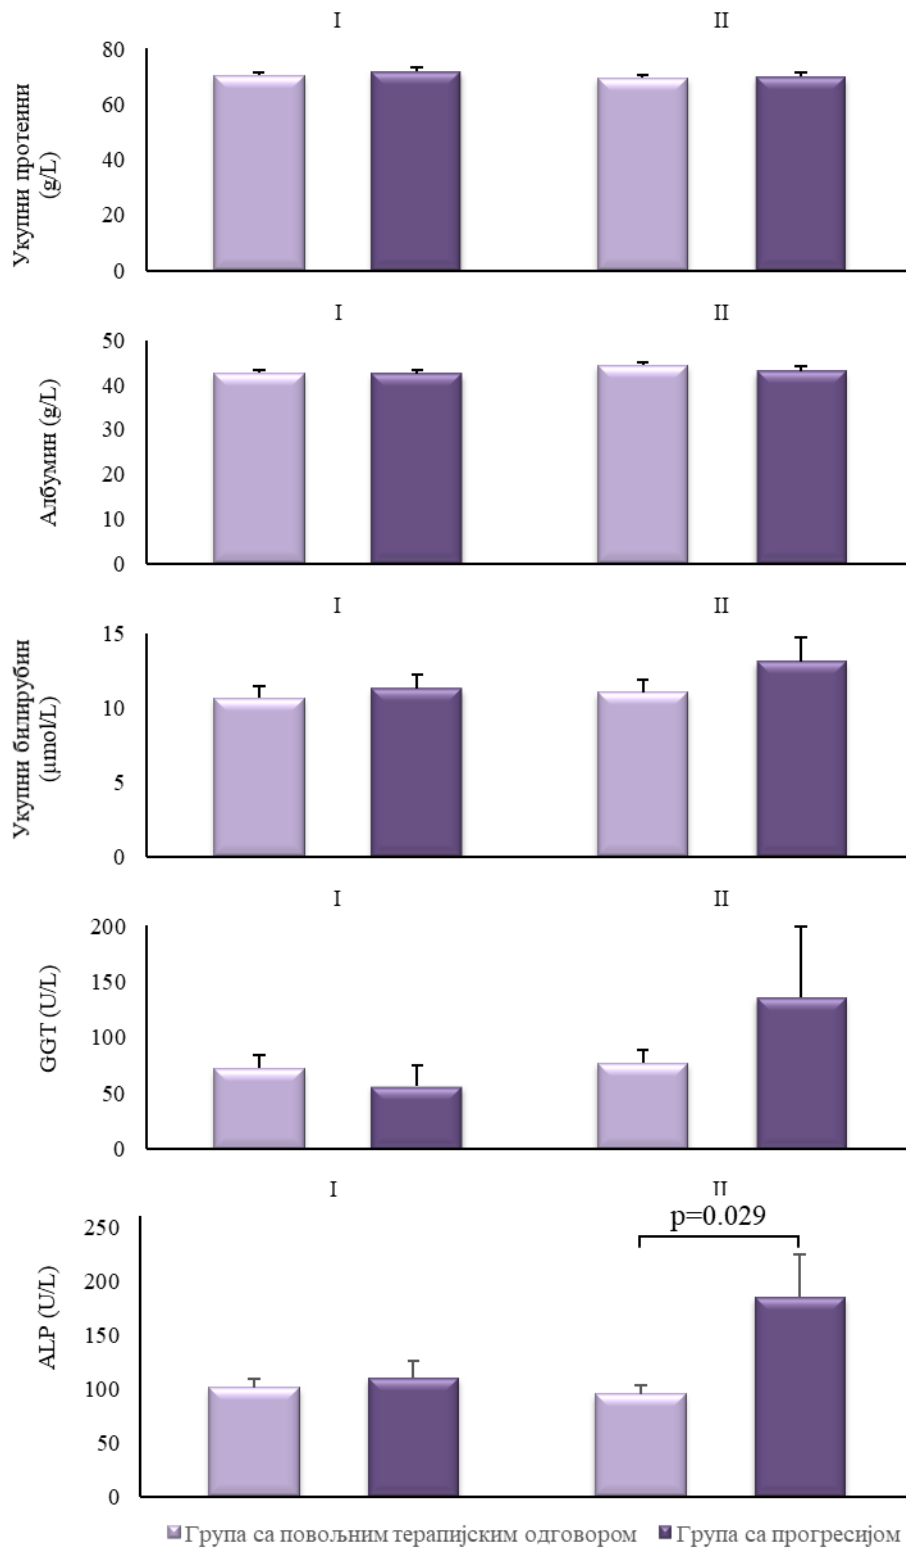 I II
Укупни протеини
(g/L)
80
60
40
20
0
I II
Албумин (g/L)
50
40
30
20
10
0
I II
Укупни билирубин
(µmol/L)
15
10
5
0
I II
GGT (U/L)
200
150
100
50
0
I II
p=0.029
ALP (U/L)
250
200
150
100
50
0
Група са повољним терапијским одговором Група са прогресијом